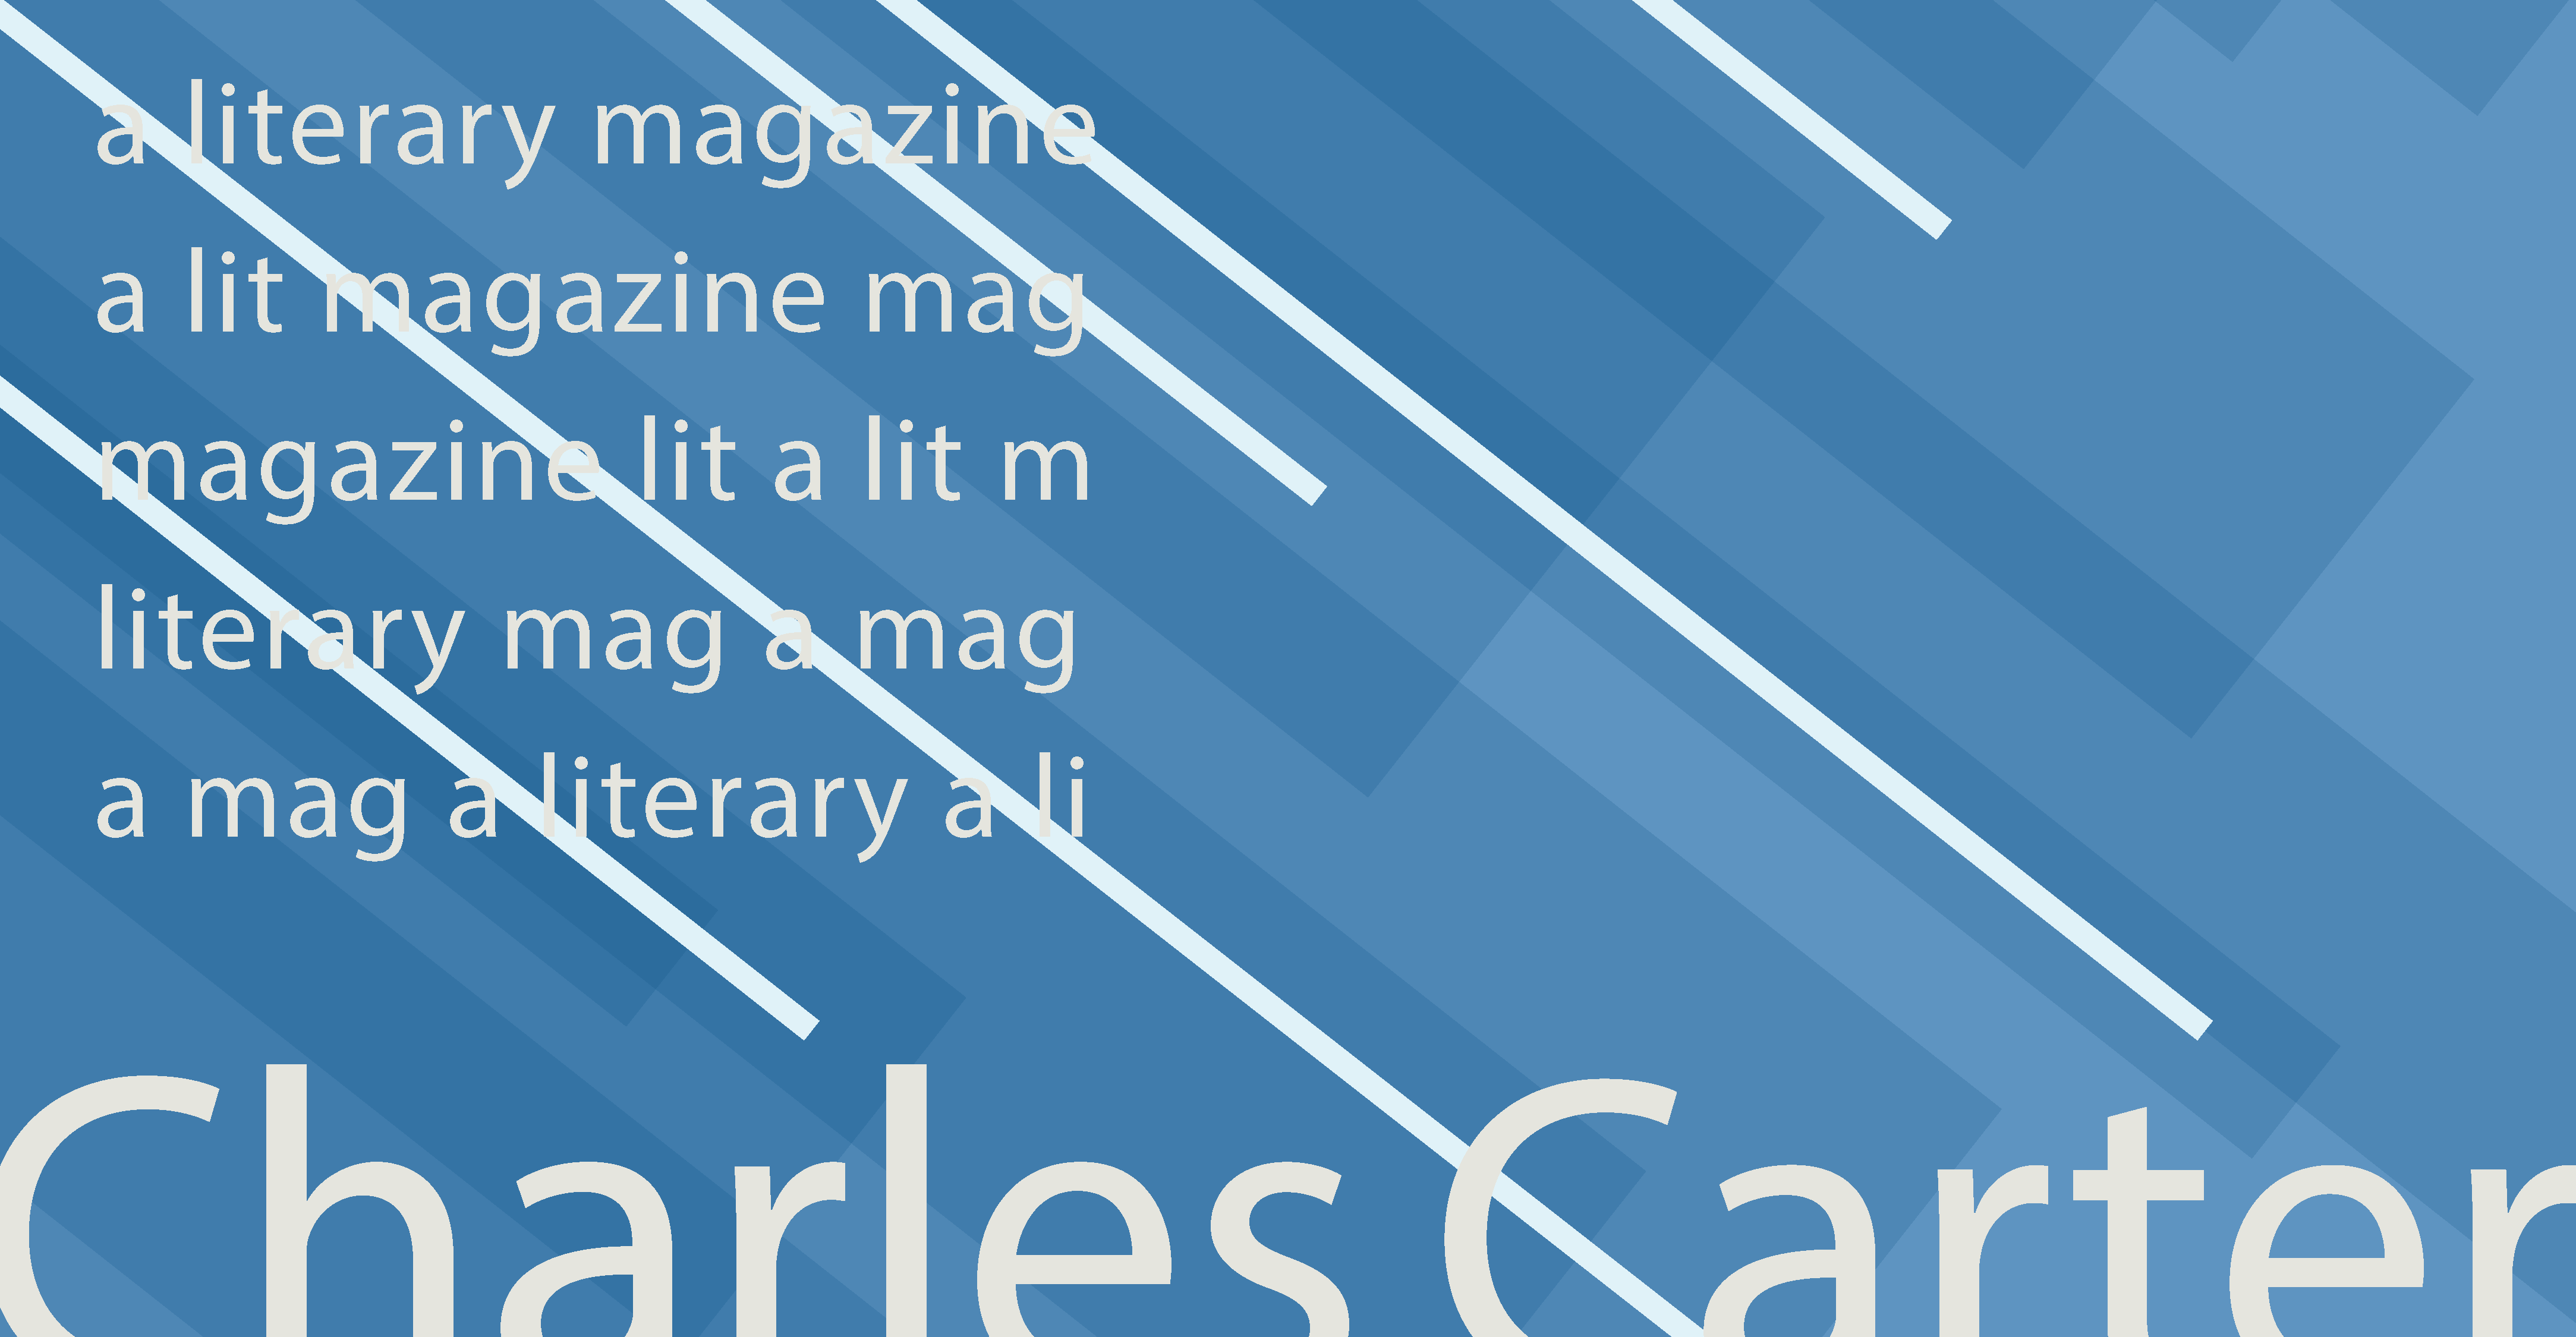 a literary magazine
a lit magazine mag
magazine lit a lit m
literary mag a mag
a mag a literary a li
Charles Carter